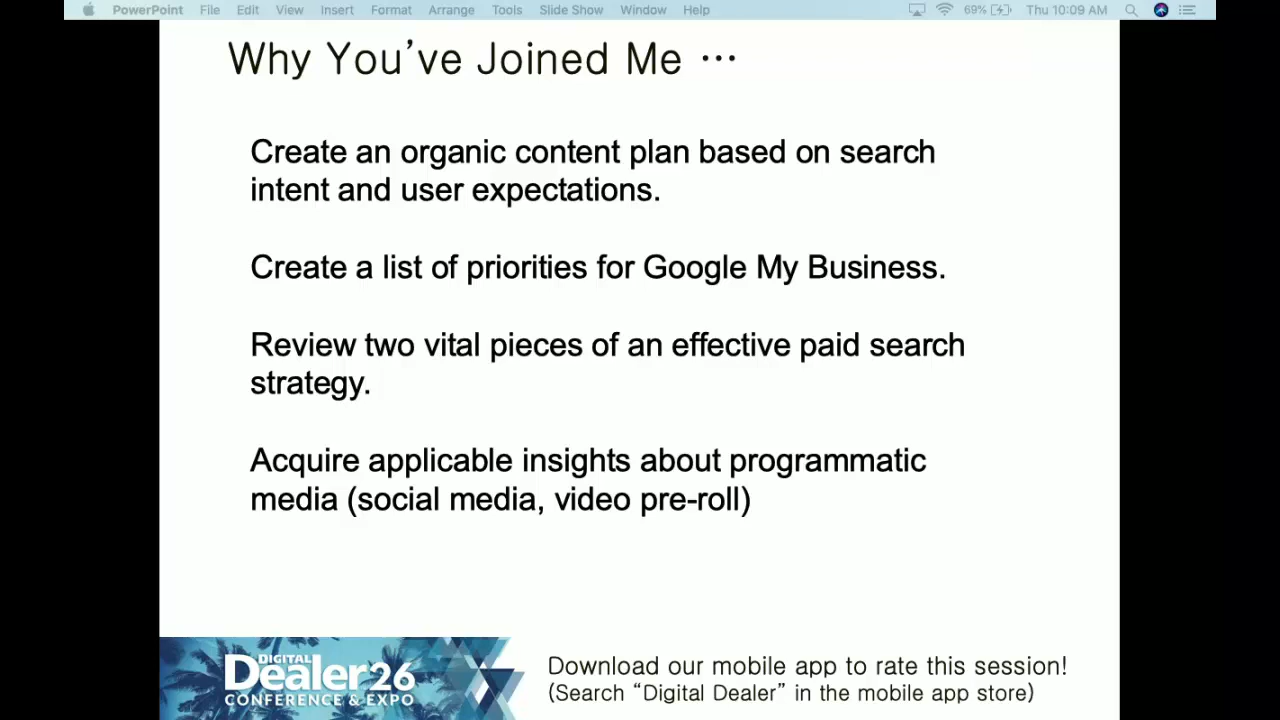 PowerPoint File Edit View Insert Format Arrange Tools Slide Show Window Help 69% Thu 10:09 AM
Why You’ve Joined Me ⋯
Create an organic content plan based on search
intent and user expectations.
Create a list of priorities for Google My Business.
Review two vital pieces of an effective paid search
strategy.
Acquire applicable insights about programmatic
media (social media, video pre-roll)
DIGITAL
Dealer 26
CONFERENCE & EXPO
Download our mobile app to rate this session!
(Search “Digital Dealer” in the mobile app store)